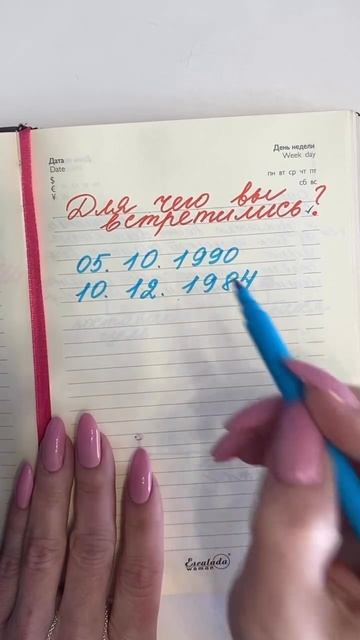 Дата
Date
$
€
¥
День недели
Week day
пн вт ср чт пт
сб вс
Для чего вы
встретились?
05. 10. 1990
10. 12. 1984
Escalada
woman